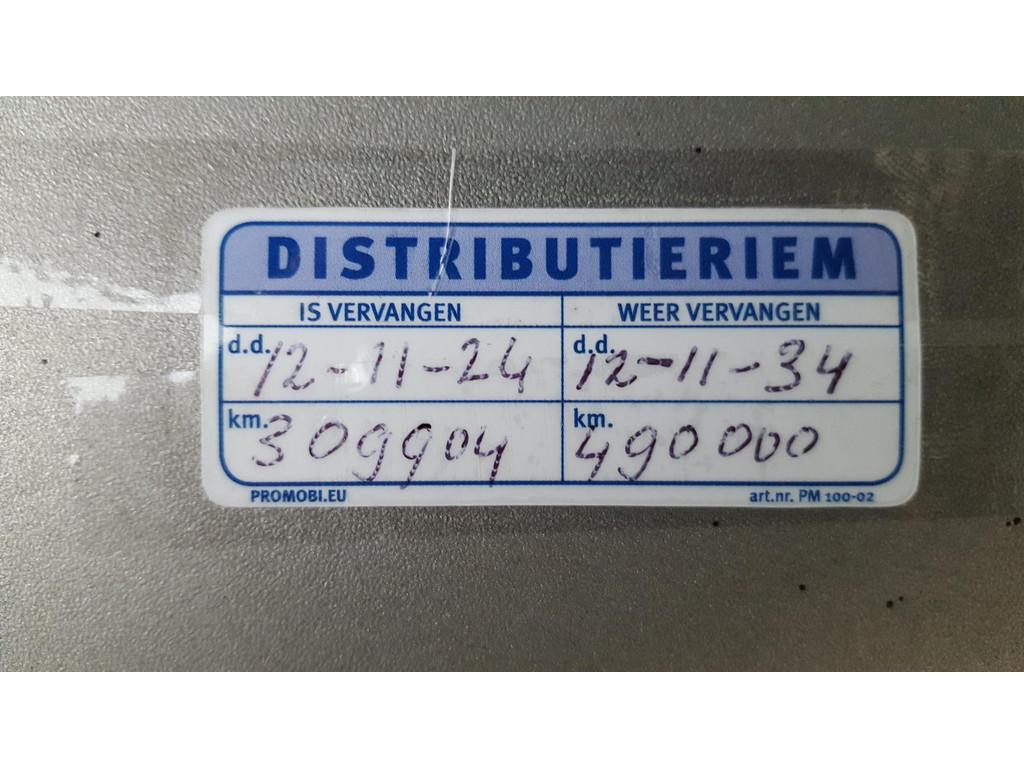 DISTRIBUTIERIEM
IS VERVANGEN WEER VERVANGEN
d.d. 12-11-24 d.d. 12-11-34
km. 309904 km. 490000
PROMOBI.EU art.nr. PM 100-02